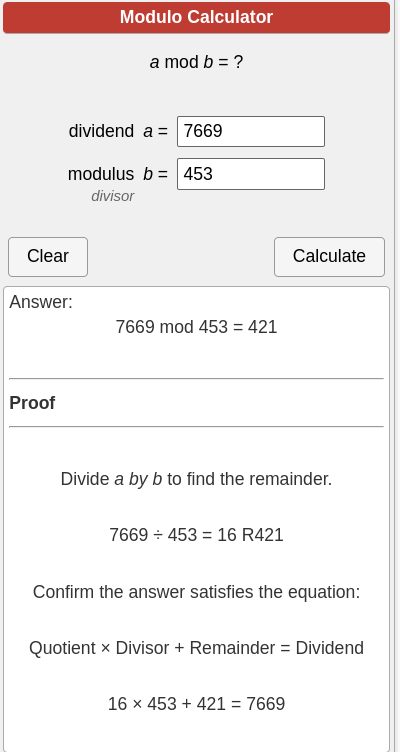 Modulo Calculator
a mod b = ?
dividend a = 7669
modulus b = 453
divisor
Clear
Calculate
Answer:
7669 mod 453 = 421
Proof
Divide a by b to find the remainder.
7669 ÷ 453 = 16 R421
Confirm the answer satisfies the equation:
Quotient × Divisor + Remainder = Dividend
16 × 453 + 421 = 7669